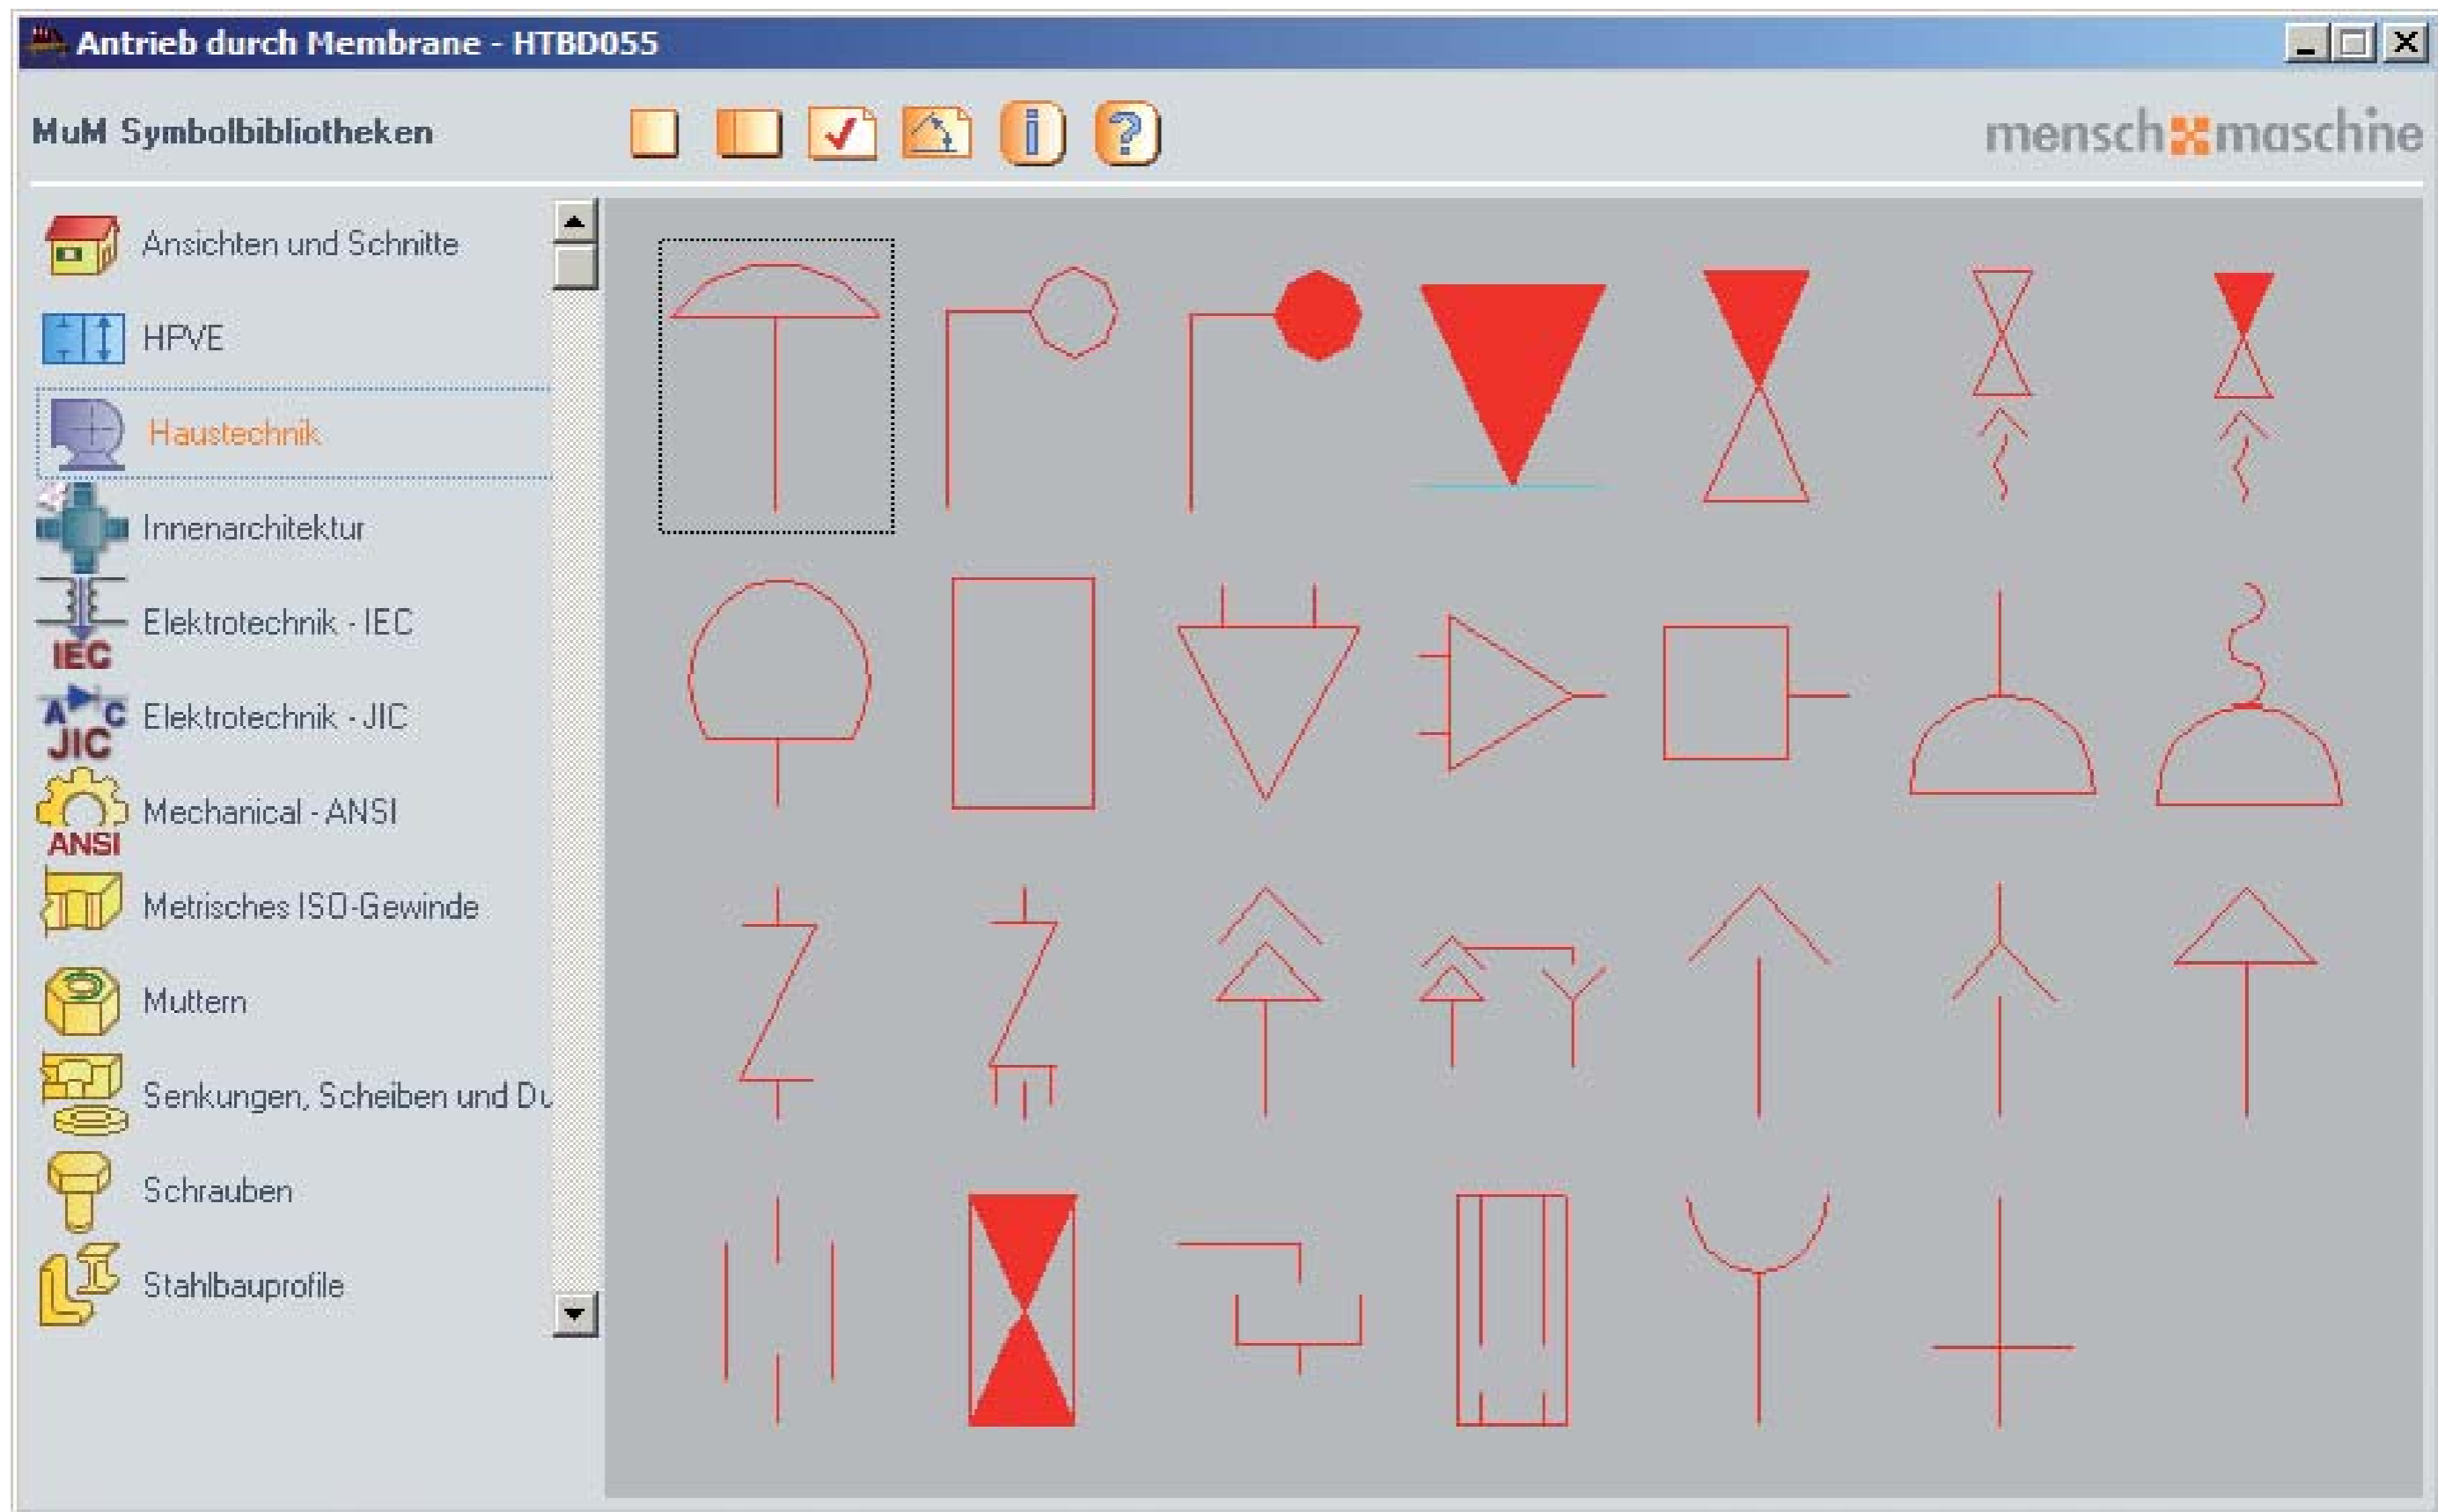 Antrieb durch Membrane - HTBD055
MuM Symbolbibliotheken
mensch maschine
Ansichten und Schnitte
HPVE
Haustechnik
Innenarchitektur
IEC
Elektrotechnik - IEC
A C
JIC
Elektrotechnik - JIC
ANSI
Mechanical - ANSI
Metrisches ISO-Gewinde
Muttern
Senkungen, Scheiben und Du
Schrauben
Stahlbauprofile